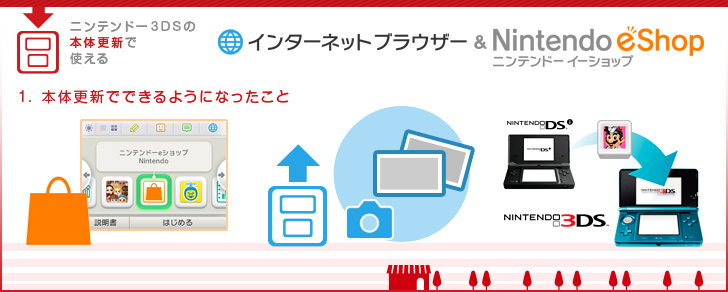 ニンテンドー3DSの
本体更新で
使える
インターネットブラウザー & Nintendo eShop
ニンテンドー イーショップ
1. 本体更新でできるようになったこと
ニンテンドーeショップ
Nintendo
説明書
はじめる
NINTENDO DSi
NINTENDO 3DS